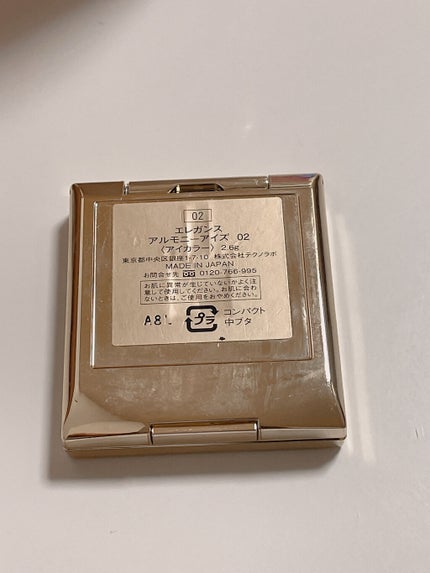 02
エレガンス
アルモニーアイズ 02
〈アイカラー〉 2.6g
東京都中央区銀座1-7-10 株式会社テクノラボ
MADE IN JAPAN
お問合せ先 0120-766-995
お肌に異常が生じていないかよく注
意して使用してください。お肌に合わ
ないときは、ご使用をおやめください。
A8
プラ
コンパクト
中ブタ